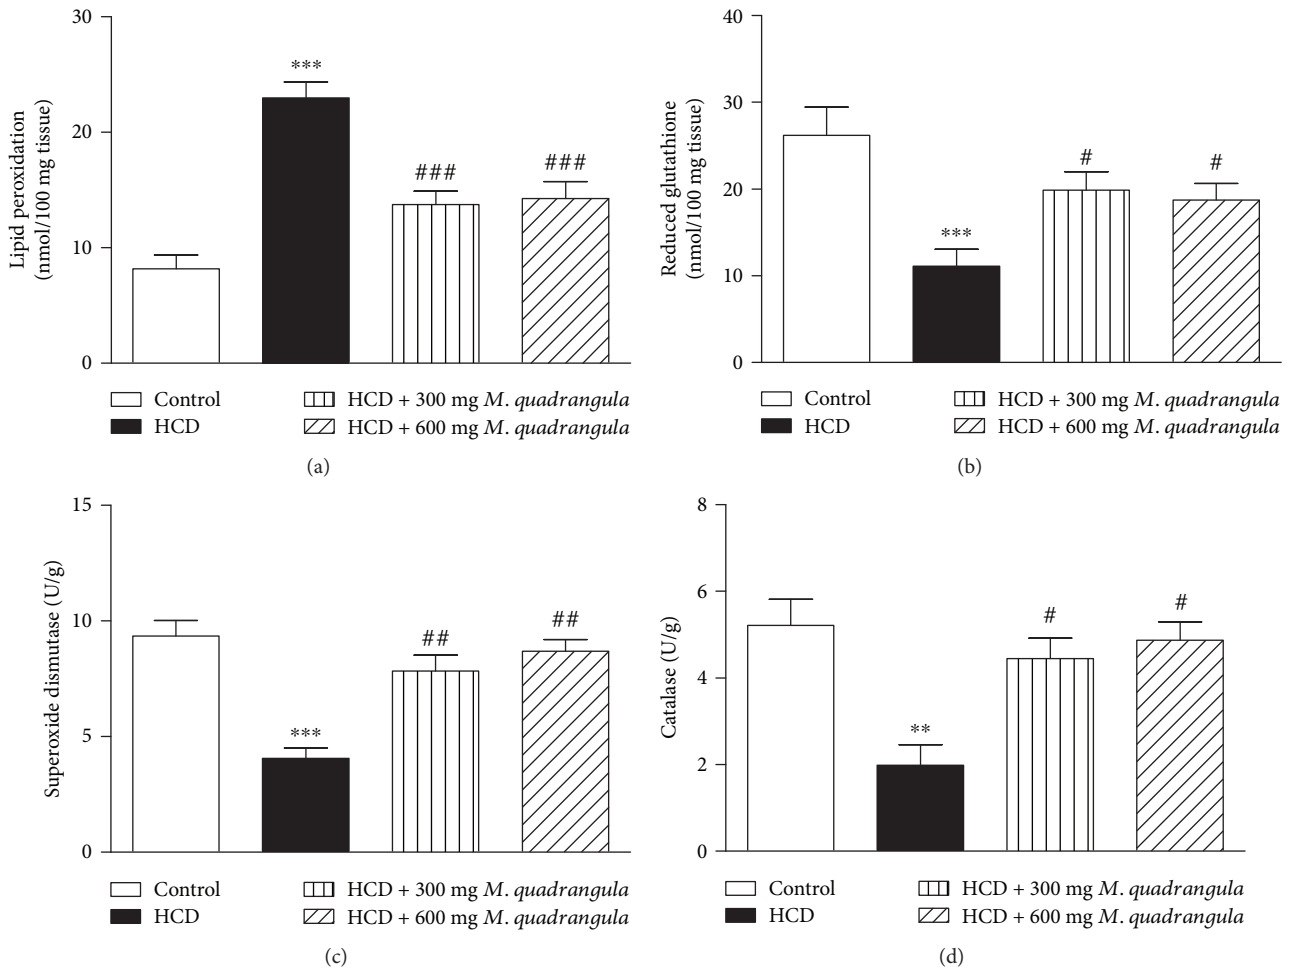 30
20
10
0
Lipid peroxidation
(nmol/100 mg tissue)
***
###
###
Control
HCD
HCD + 300 mg M. quadrangula
HCD + 600 mg M. quadrangula
(a)
40
30
20
10
0
Reduced glutathione
(nmol/100 mg tissue)
***
#
#
Control
HCD
HCD + 300 mg M. quadrangula
HCD + 600 mg M. quadrangula
(b)
15
10
5
0
Superoxide dismutase (U/g)
***
##
##
Control
HCD
HCD + 300 mg M. quadrangula
HCD + 600 mg M. quadrangula
(c)
8
6
4
2
0
Catalase (U/g)
**
#
#
Control
HCD
HCD + 300 mg M. quadrangula
HCD + 600 mg M. quadrangula
(d)